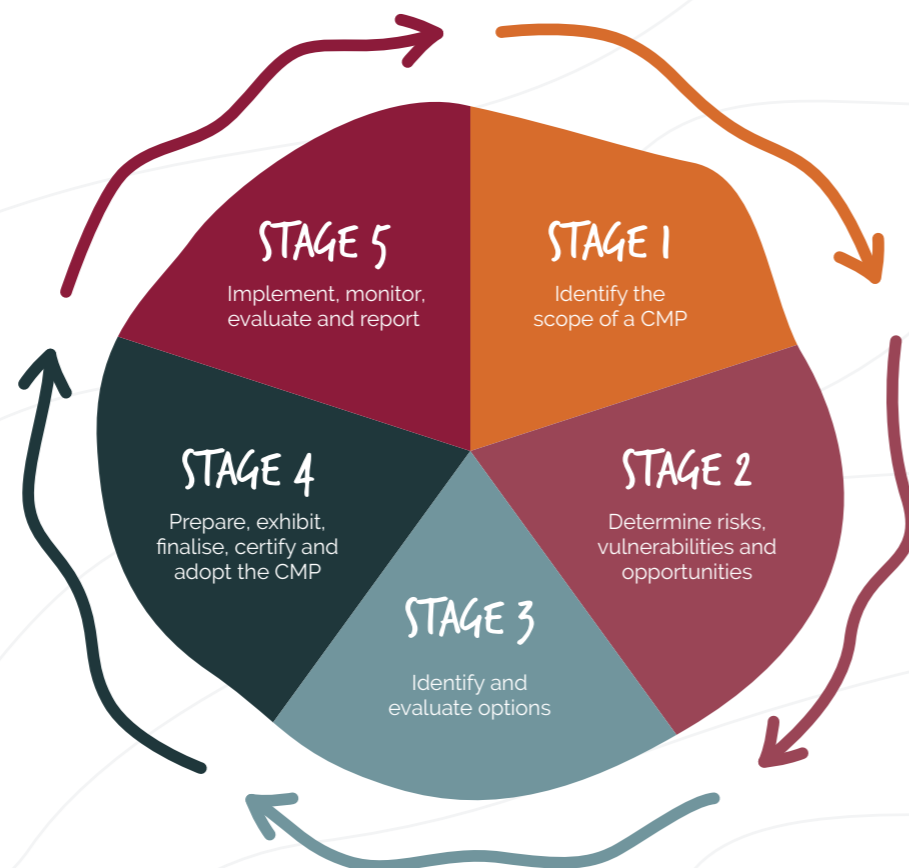 STAGE 1
Identify the
scope of a CMP
STAGE 2
Determine risks,
vulnerabilities and
opportunities
STAGE 3
Identify and
evaluate options
STAGE 4
Prepare, exhibit,
finalise, certify and
adopt the CMP
STAGE 5
Implement, monitor,
evaluate and report